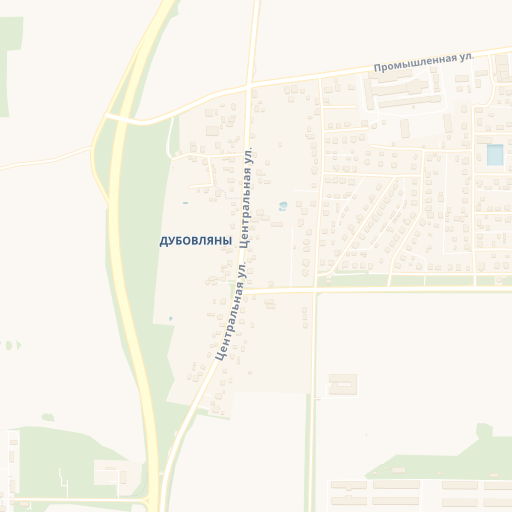 Промышленная ул.
Центральная ул.
ДУБОВЛЯНЫ
Центральная ул.